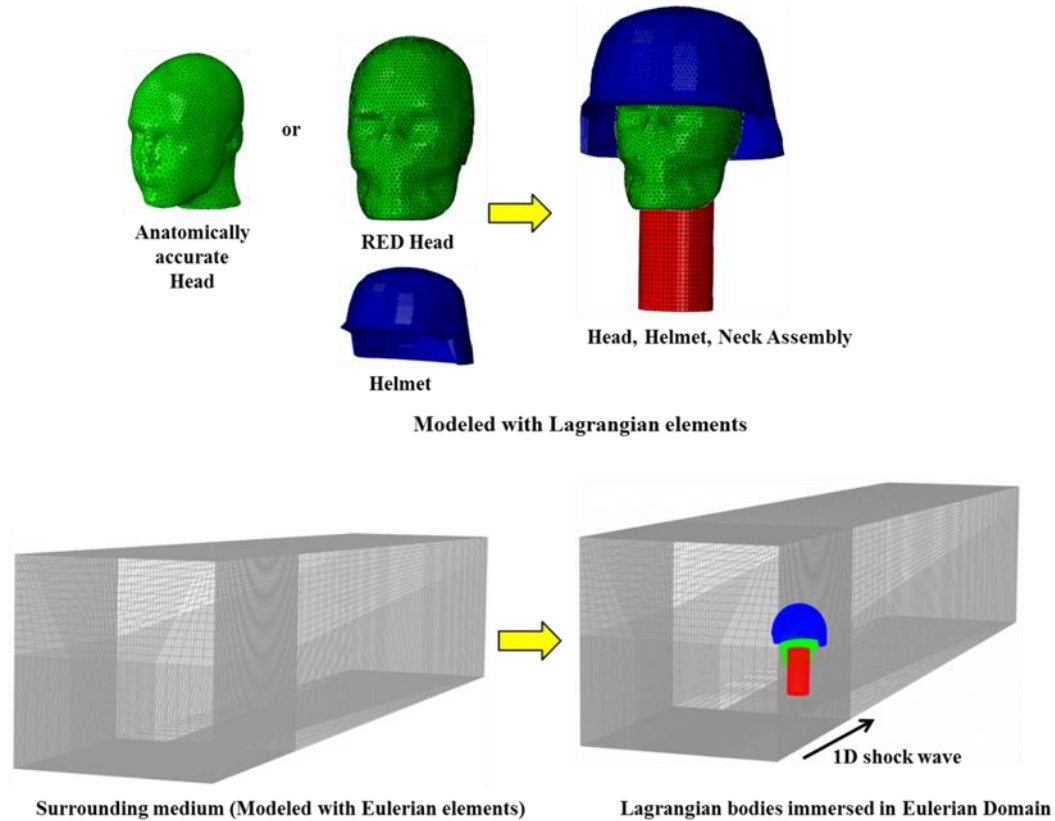 or
Anatomically
accurate
Head
RED Head
Helmet
Head, Helmet, Neck Assembly
Modeled with Lagrangian elements
1D shock wave
Surrounding medium (Modeled with Eulerian elements)
Lagrangian bodies immersed in Eulerian Domain